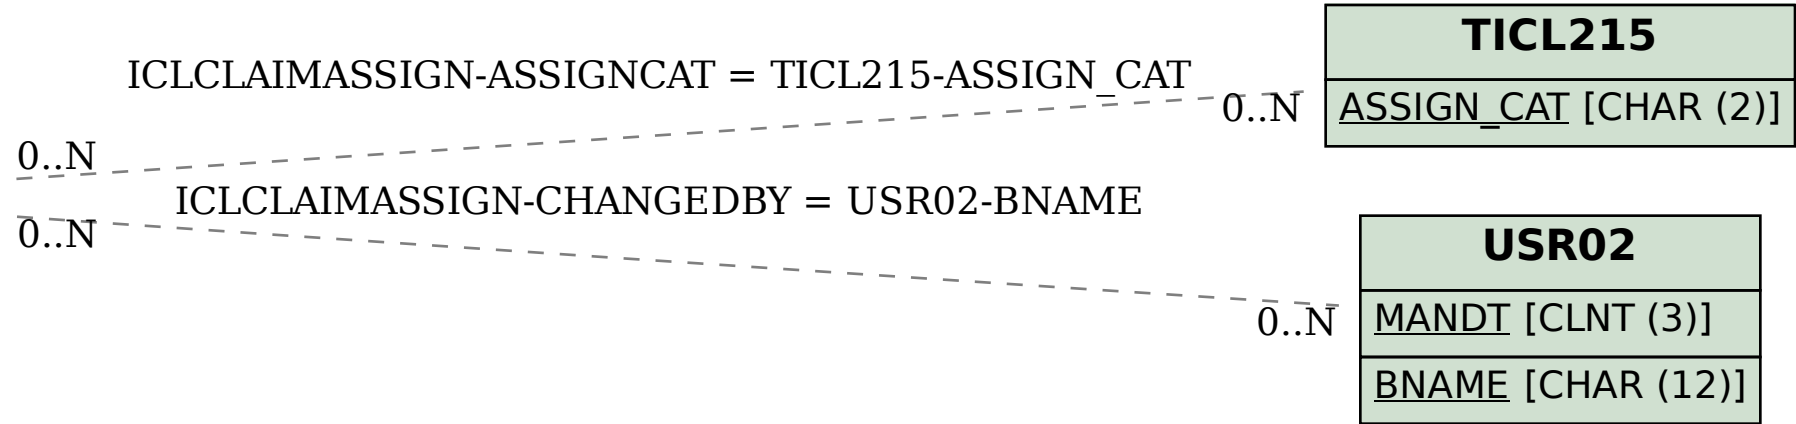 TICL215
ICLCLAIMASSIGN-ASSIGNCAT = TICL215-ASSIGN_CAT
0..N
ASSIGN_CAT [CHAR (2)]
0..N
ICLCLAIMASSIGN-CHANGEDBY = USR02-BNAME
0..N
USR02
0..N
MANDT [CLNT (3)]
BNAME [CHAR (12)]